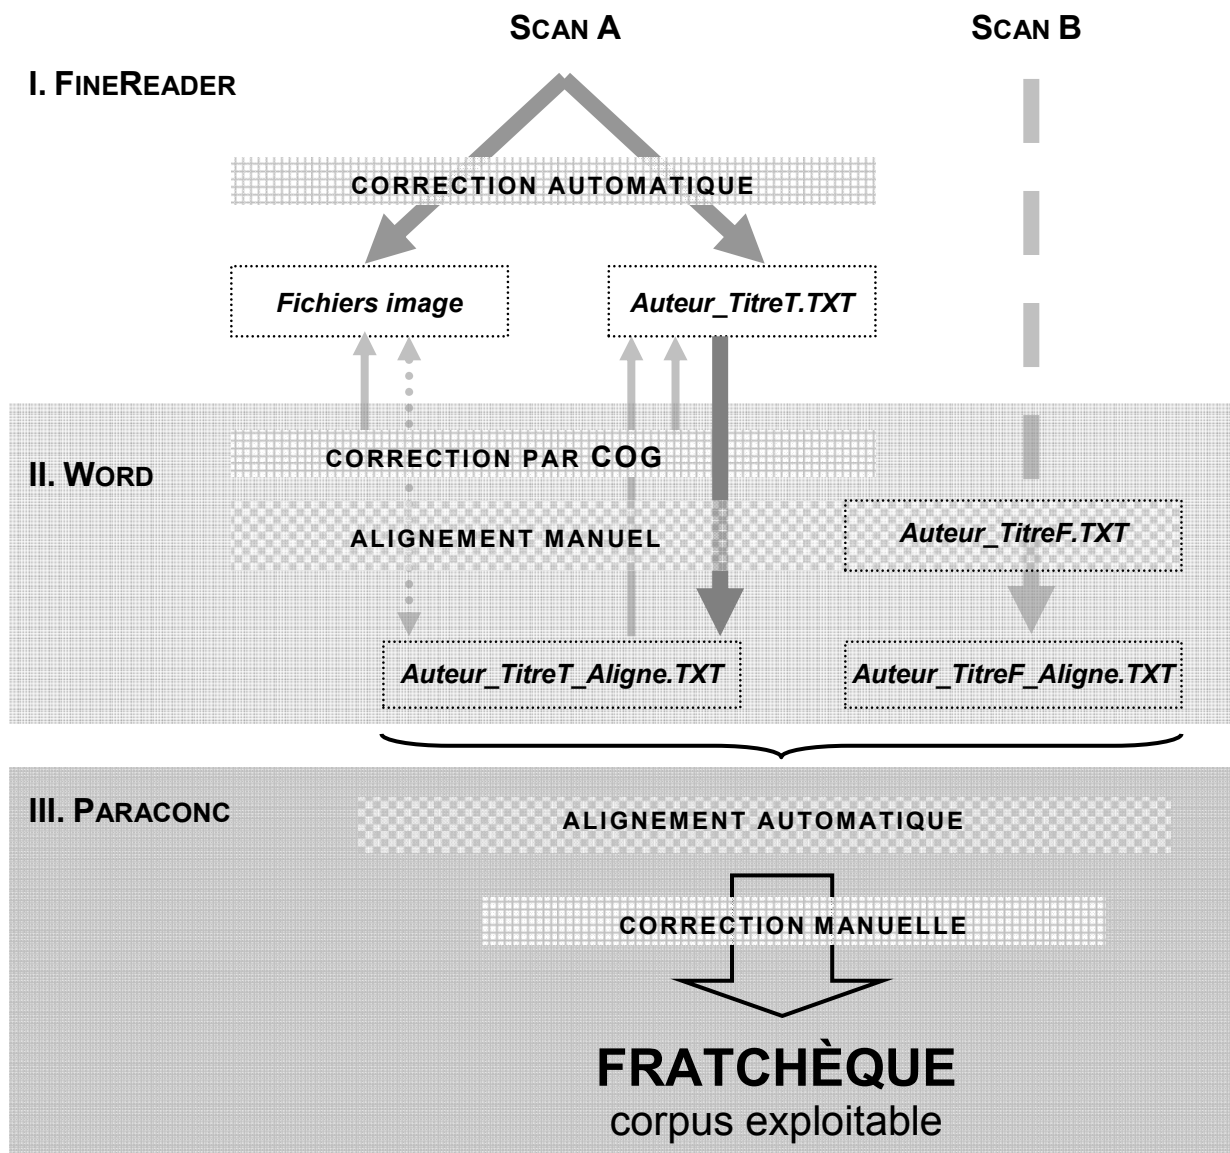 SCAN A
SCAN B
I. FINEREADER
CORRECTION AUTOMATIQUE
Fichiers image
Auteur_TitreT.TXT
CORRECTION PAR COG
II. WORD
ALIGNEMENT MANUEL
Auteur_TitreF.TXT
Auteur_TitreT_Aligne.TXT
Auteur_TitreF_Aligne.TXT
III. PARACONC
ALIGNEMENT AUTOMATIQUE
CORRECTION MANUELLE
FRATCHÈQUE
corpus exploitable